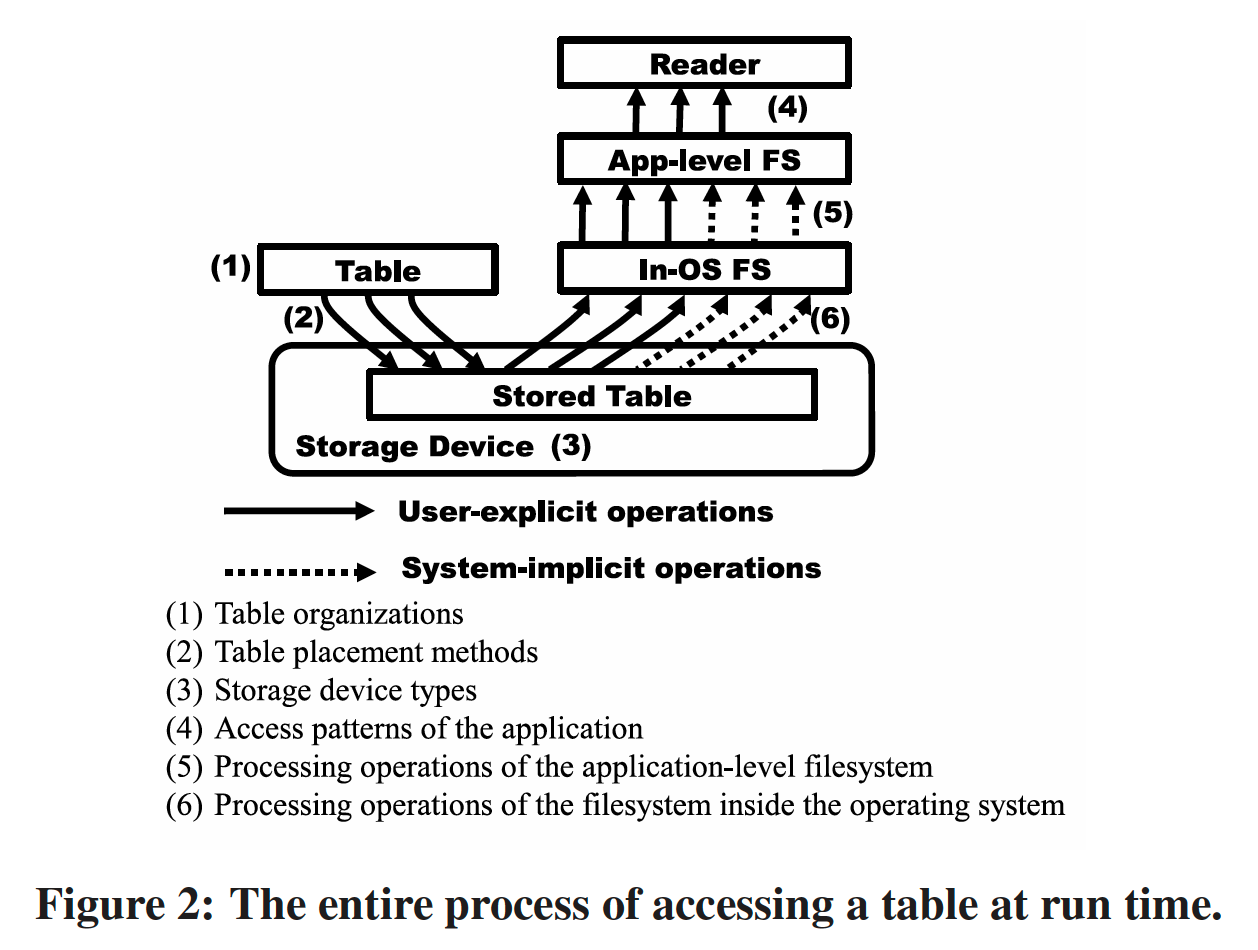 Reader
(4)
App-level FS
(5)
(1) Table
In-OS FS
(2)
(6)
Stored Table
Storage Device (3)
User-explicit operations
System-implicit operations
(1) Table organizations
(2) Table placement methods
(3) Storage device types
(4) Access patterns of the application
(5) Processing operations of the application-level filesystem
(6) Processing operations of the filesystem inside the operating system
Figure 2: The entire process of accessing a table at run time.